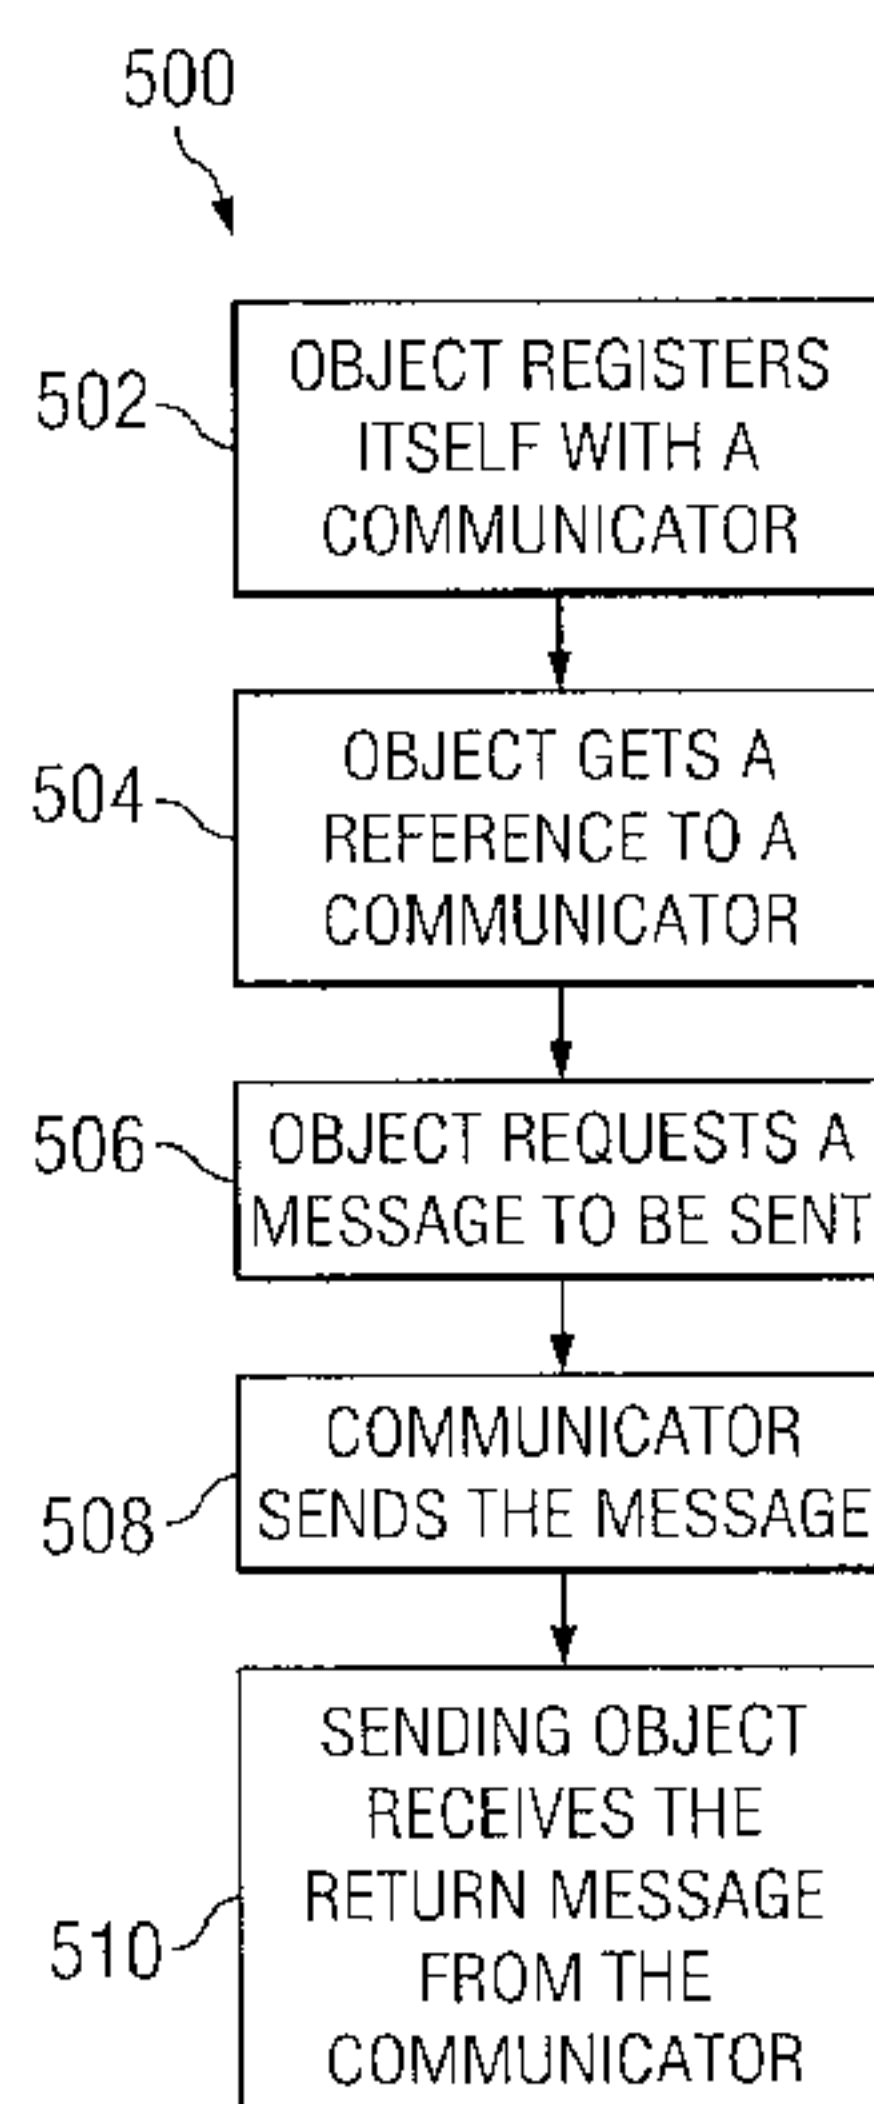 500
502
OBJECT REGISTERS
ITSELF WITH A
COMMUNICATOR
504
OBJECT GETS A
REFERENCE TO A
COMMUNICATOR
506
OBJECT REQUESTS A
MESSAGE TO BE SENT
508
COMMUNICATOR
SENDS THE MESSAGE
510
SENDING OBJECT
RECEIVES THE
RETURN MESSAGE
FROM THE
COMMUNICATOR